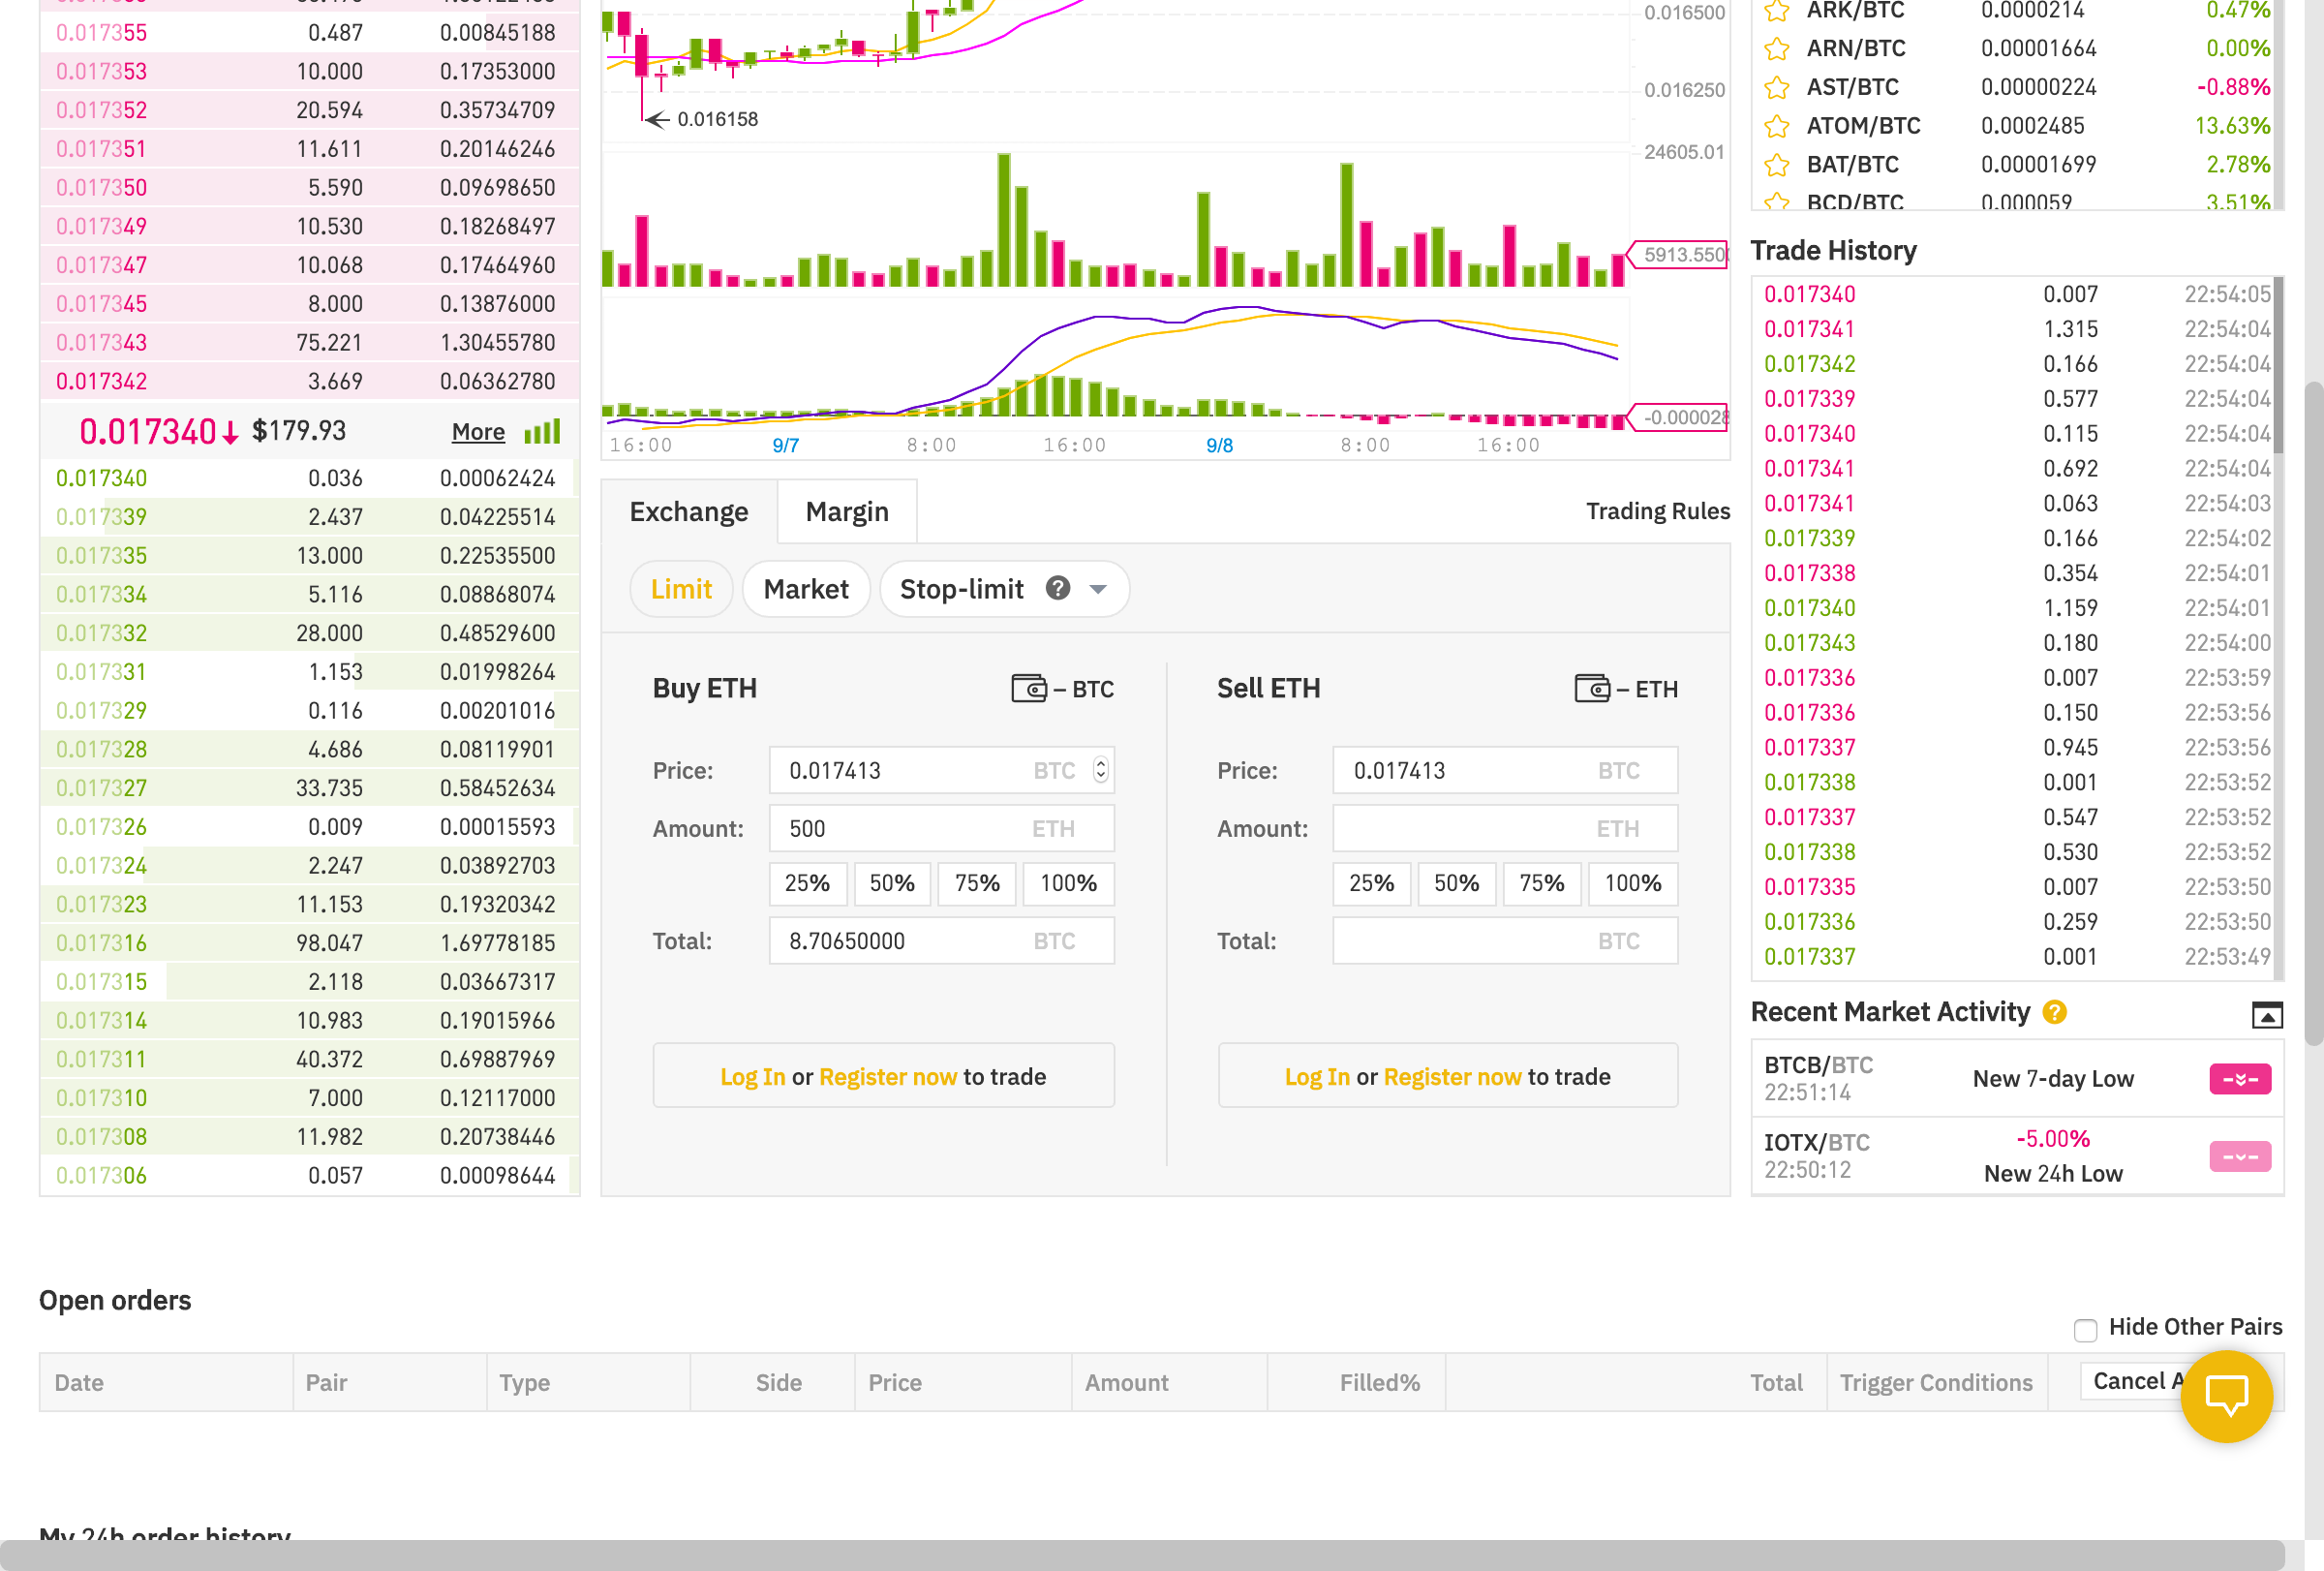 0.017355 0.487 0.00845188
0.017353 10.000 0.17353000
0.017352 20.594 0.35734709
0.017351 11.611 0.20146246
0.017350 5.590 0.09698650
0.017349 10.530 0.18268497
0.017347 10.068 0.17464960
0.017345 8.000 0.13876000
0.017343 75.221 1.30455780
0.017342 3.669 0.06362780
0.017340 $179.93 More
0.017340 0.036 0.00062424
0.017339 2.437 0.04225514
0.017335 13.000 0.22535500
0.017334 5.116 0.08868074
0.017332 28.000 0.48529600
0.017331 1.153 0.01998264
0.017329 0.116 0.00201016
0.017328 4.686 0.08119901
0.017327 33.735 0.58452634
0.017326 0.009 0.00015593
0.017324 2.247 0.03892703
0.017323 11.153 0.19320342
0.017316 98.047 1.69778185
0.017315 2.118 0.03667317
0.017314 10.983 0.19015966
0.017311 40.372 0.69887969
0.017310 7.000 0.12117000
0.017308 11.982 0.20738446
0.017306 0.057 0.00098644
0.016500
0.016250
0.016158
24605.01
5913.550
-0.000028
16:00 9/7 8:00 16:00 9/8 8:00 16:00
Exchange Margin Trading Rules
Limit Market Stop-limit ?
Buy ETH – BTC
Price: 0.017413 BTC
Amount: 500 ETH
25% 50% 75% 100%
Total: 8.70650000 BTC
Log In or Register now to trade
Sell ETH – ETH
Price: 0.017413 BTC
Amount: ETH
25% 50% 75% 100%
Total: BTC
Log In or Register now to trade
ARK/BTC 0.0000214 0.47%
ARN/BTC 0.00001664 0.00%
AST/BTC 0.00000224 -0.88%
ATOM/BTC 0.0002485 13.63%
BAT/BTC 0.00001699 2.78%
BCD/BTC 0.000059 3.51%
Trade History
0.017340 0.007 22:54:05
0.017341 1.315 22:54:04
0.017342 0.166 22:54:04
0.017339 0.577 22:54:04
0.017340 0.115 22:54:04
0.017341 0.692 22:54:04
0.017341 0.063 22:54:03
0.017339 0.166 22:54:02
0.017338 0.354 22:54:01
0.017340 1.159 22:54:01
0.017343 0.180 22:54:00
0.017336 0.007 22:53:59
0.017336 0.150 22:53:56
0.017337 0.945 22:53:56
0.017338 0.001 22:53:52
0.017337 0.547 22:53:52
0.017338 0.530 22:53:52
0.017335 0.007 22:53:50
0.017336 0.259 22:53:50
0.017337 0.001 22:53:49
Recent Market Activity ?
BTCB/BTC
22:51:14
New 7-day Low
IOTX/BTC
22:50:12
-5.00%
New 24h Low
Open orders
Hide Other Pairs
Date Pair Type Side Price Amount Filled% Total Trigger Conditions Cancel A
My 24h order history